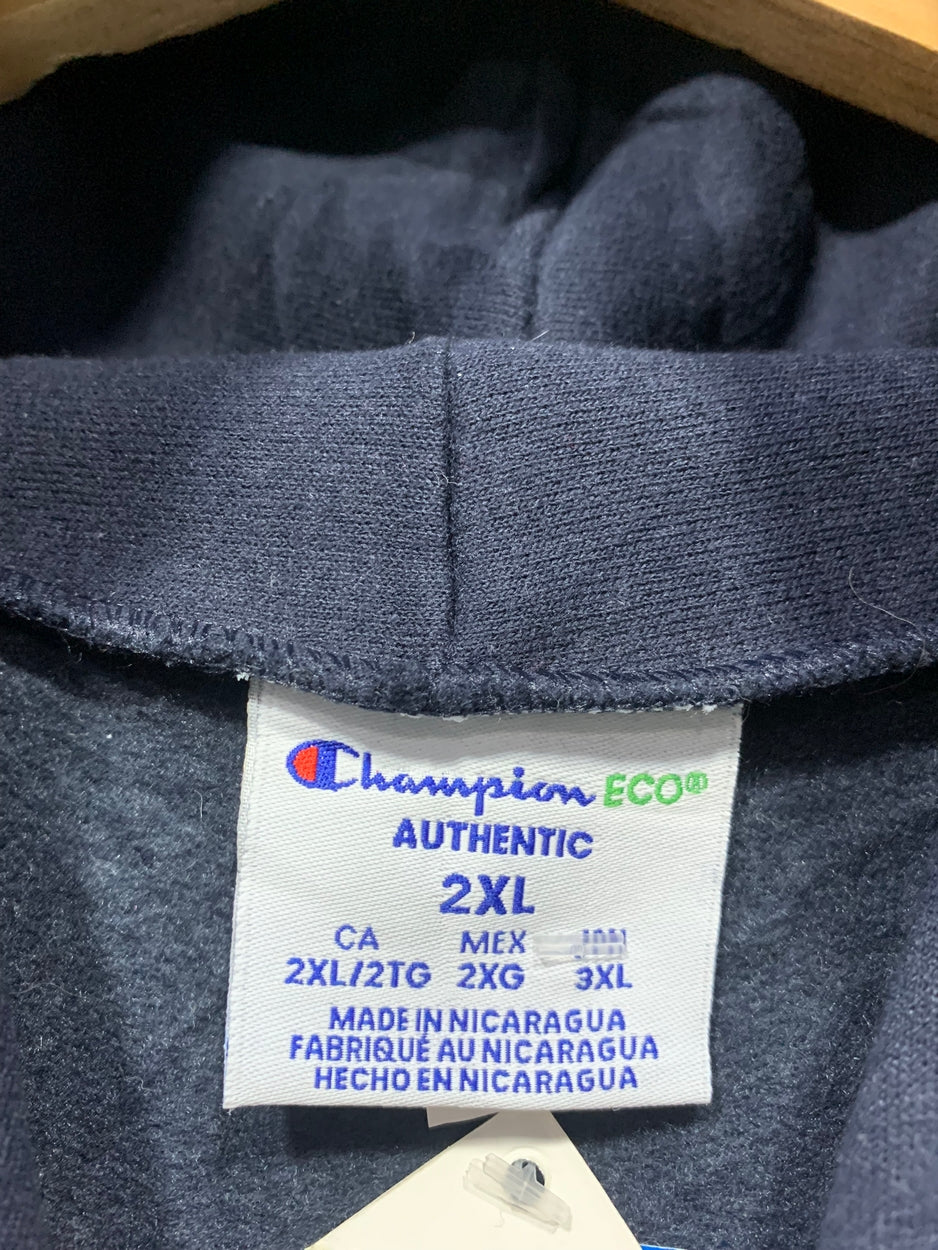 Champion ECO®
AUTHENTIC
2XL
CA MEX
2XL/2TG 2XG 3XL
MADE IN NICARAGUA
FABRIQUÉ AU NICARAGUA
HECHO EN NICARAGUA